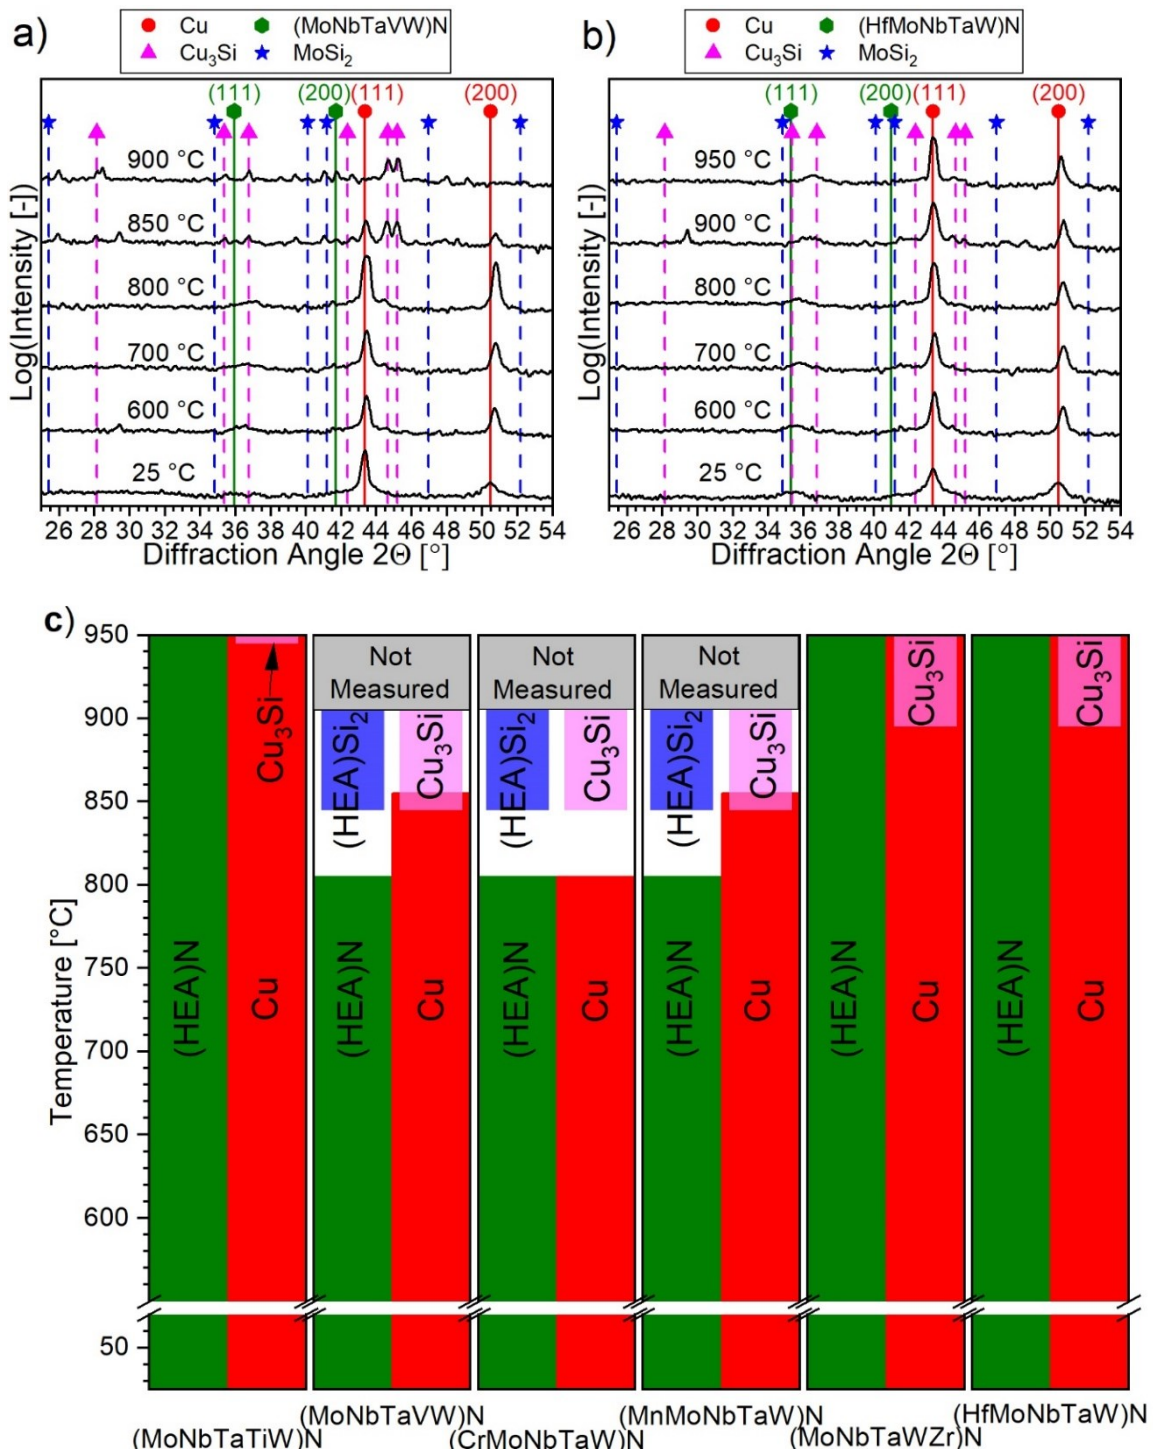 a)
Cu (MoNbTaVW)N
Cu₃Si MoSi₂
(111) (200) (111) (200)
900 °C
850 °C
800 °C
700 °C
600 °C
25 °C
Log(Intensity [-])
26 28 30 32 34 36 38 40 42 44 46 48 50 52 54
Diffraction Angle 2Θ [°]
b)
Cu (HfMoNbTaW)N
Cu₃Si MoSi₂
(111) (200) (111) (200)
950 °C
900 °C
800 °C
700 °C
600 °C
25 °C
Log(Intensity [-])
26 28 30 32 34 36 38 40 42 44 46 48 50 52 54
Diffraction Angle 2Θ [°]
c)
Temperature [°C]
950
900
850
800
750
700
650
600
50
Cu₃Si
(HEA)N
Cu
(MoNbTaTiW)N
Not
Measured
(HEA)Si₂
Cu₃Si
(HEA)N
Cu
(MoNbTaVW)N
Not
Measured
(HEA)Si₂
Cu₃Si
(HEA)N
Cu
(CrMoNbTaW)N
Not
Measured
(HEA)Si₂
Cu₃Si
(HEA)N
Cu
(MnMoNbTaW)N
Cu₃Si
(HEA)N
Cu
(MoNbTaWZr)N
Cu₃Si
(HEA)N
Cu
(HfMoNbTaW)N